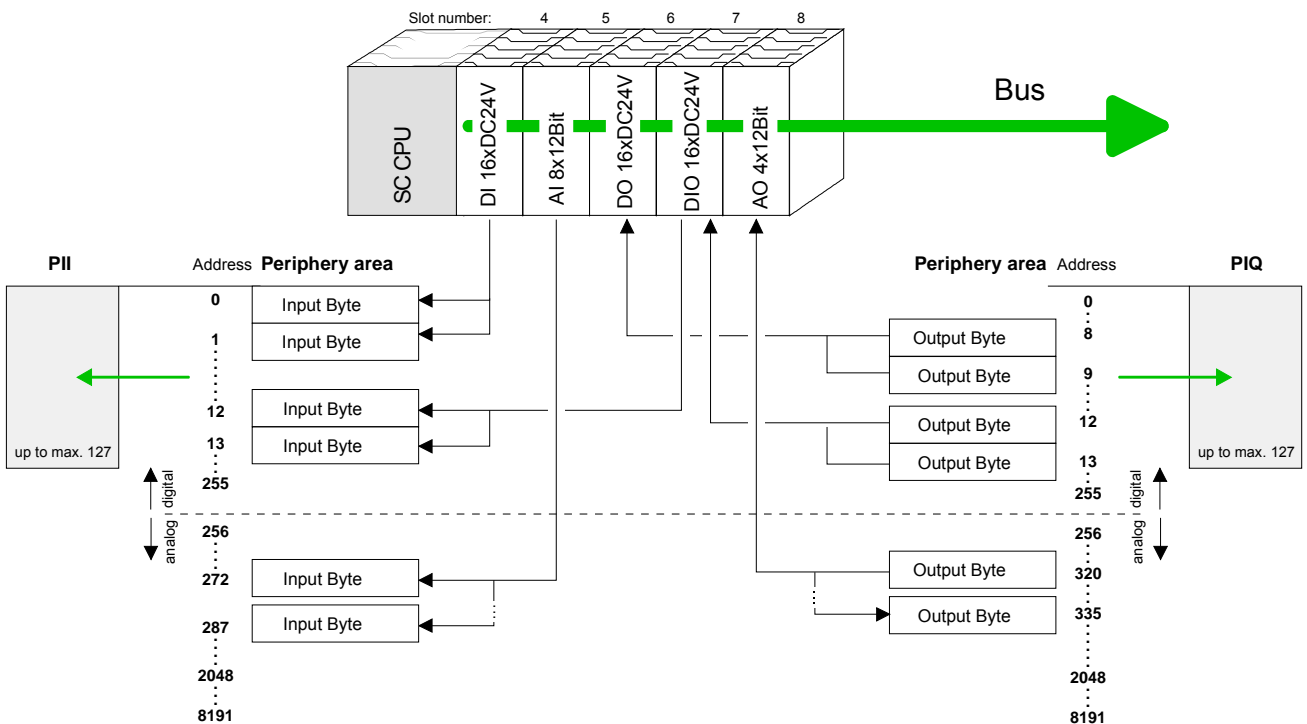 Slot number: 4 5 6 7 8
Bus
SC CPU
DI 16xDC24V
AI 8x12Bit
DO 16xDC24V
DIO 16xDC24V
AO 4x12Bit
PII
Address Periphery area
0 Input Byte
1 Input Byte
12 Input Byte
13 Input Byte
255
up to max. 127
digital
analog
256
272 Input Byte
287 Input Byte
2048
8191
Periphery area Address
PIQ
0
Output Byte 8
Output Byte 9
Output Byte 12
Output Byte 13
255
up to max. 127
digital
analog
256
Output Byte 320
Output Byte 335
2048
8191